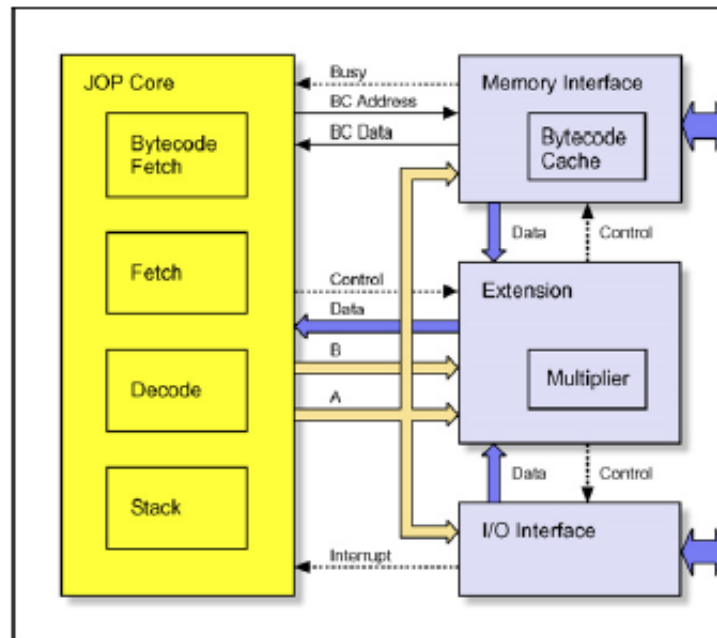 JOP Core
Bytecode
Fetch
Fetch
Decode
Stack
Busy
BC Address
BC Data
Control
Data
B
A
Interrupt
Memory Interface
Bytecode
Cache
Data
Control
Extension
Multiplier
Data
Control
I/O Interface